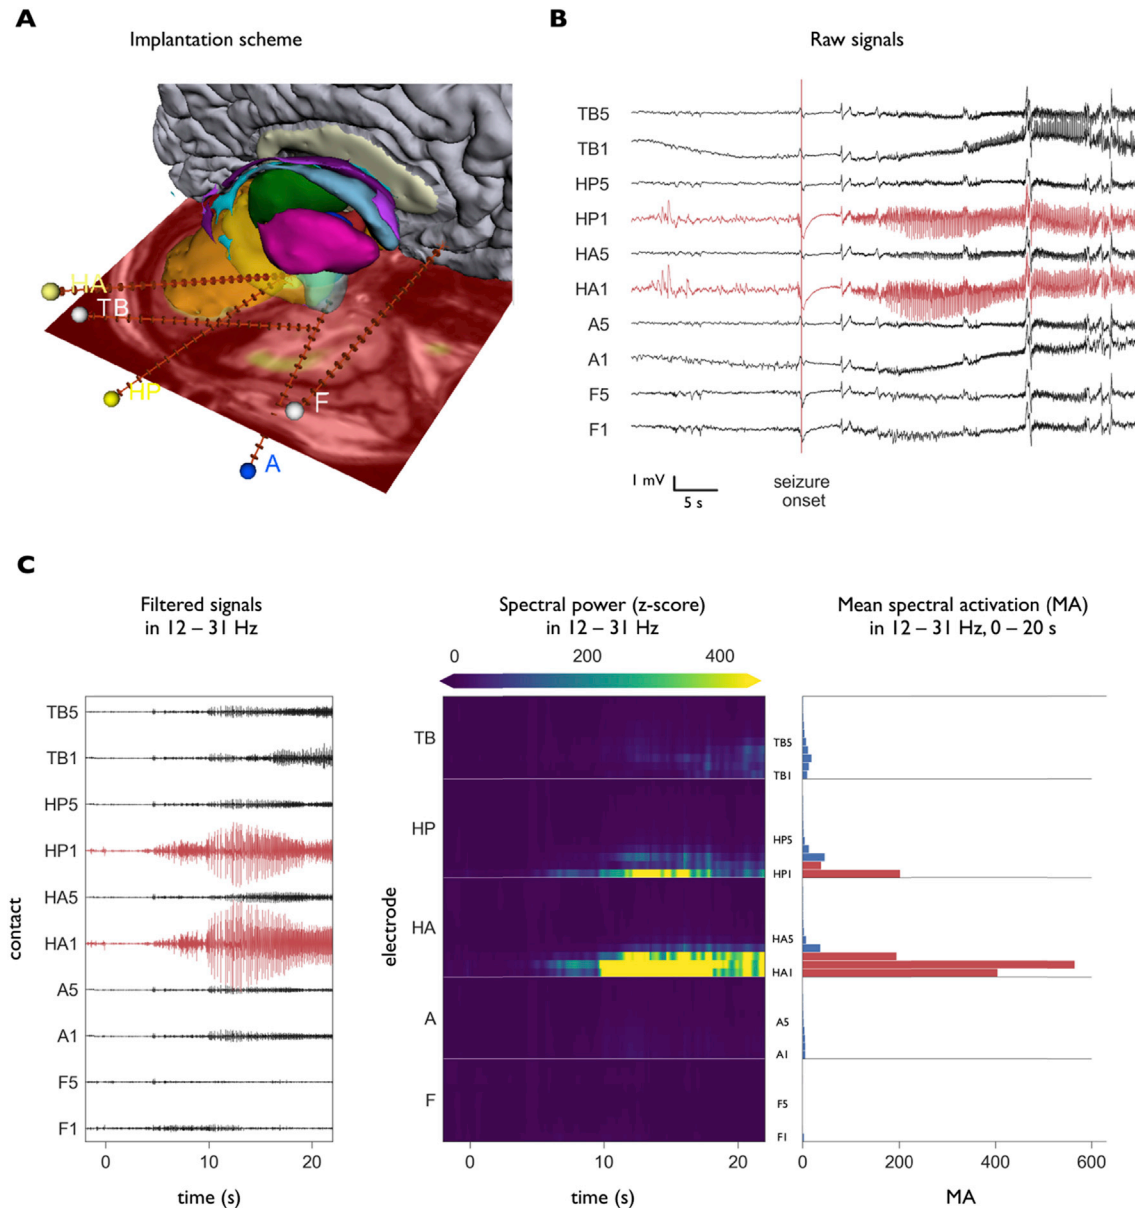 A
Implantation scheme
HA
TB
HP
F
A
B
Raw signals
TB5
TB1
HP5
HP1
HA5
HA1
A5
A1
F5
F1
1 mV
5 s
seizure
onset
C
Filtered signals
in 12 – 31 Hz
contact
TB5
TB1
HP5
HP1
HA5
HA1
A5
A1
F5
F1
0 10 20
time (s)
Spectral power (z-score)
in 12 – 31 Hz
0 200 400
electrode
TB
HP
HA
A
F
0 10 20
time (s)
Mean spectral activation (MA)
in 12 – 31 Hz, 0 – 20 s
TB5
TB1
HP5
HP1
HA5
HA1
A5
A1
F5
F1
0 200 400 600
MA